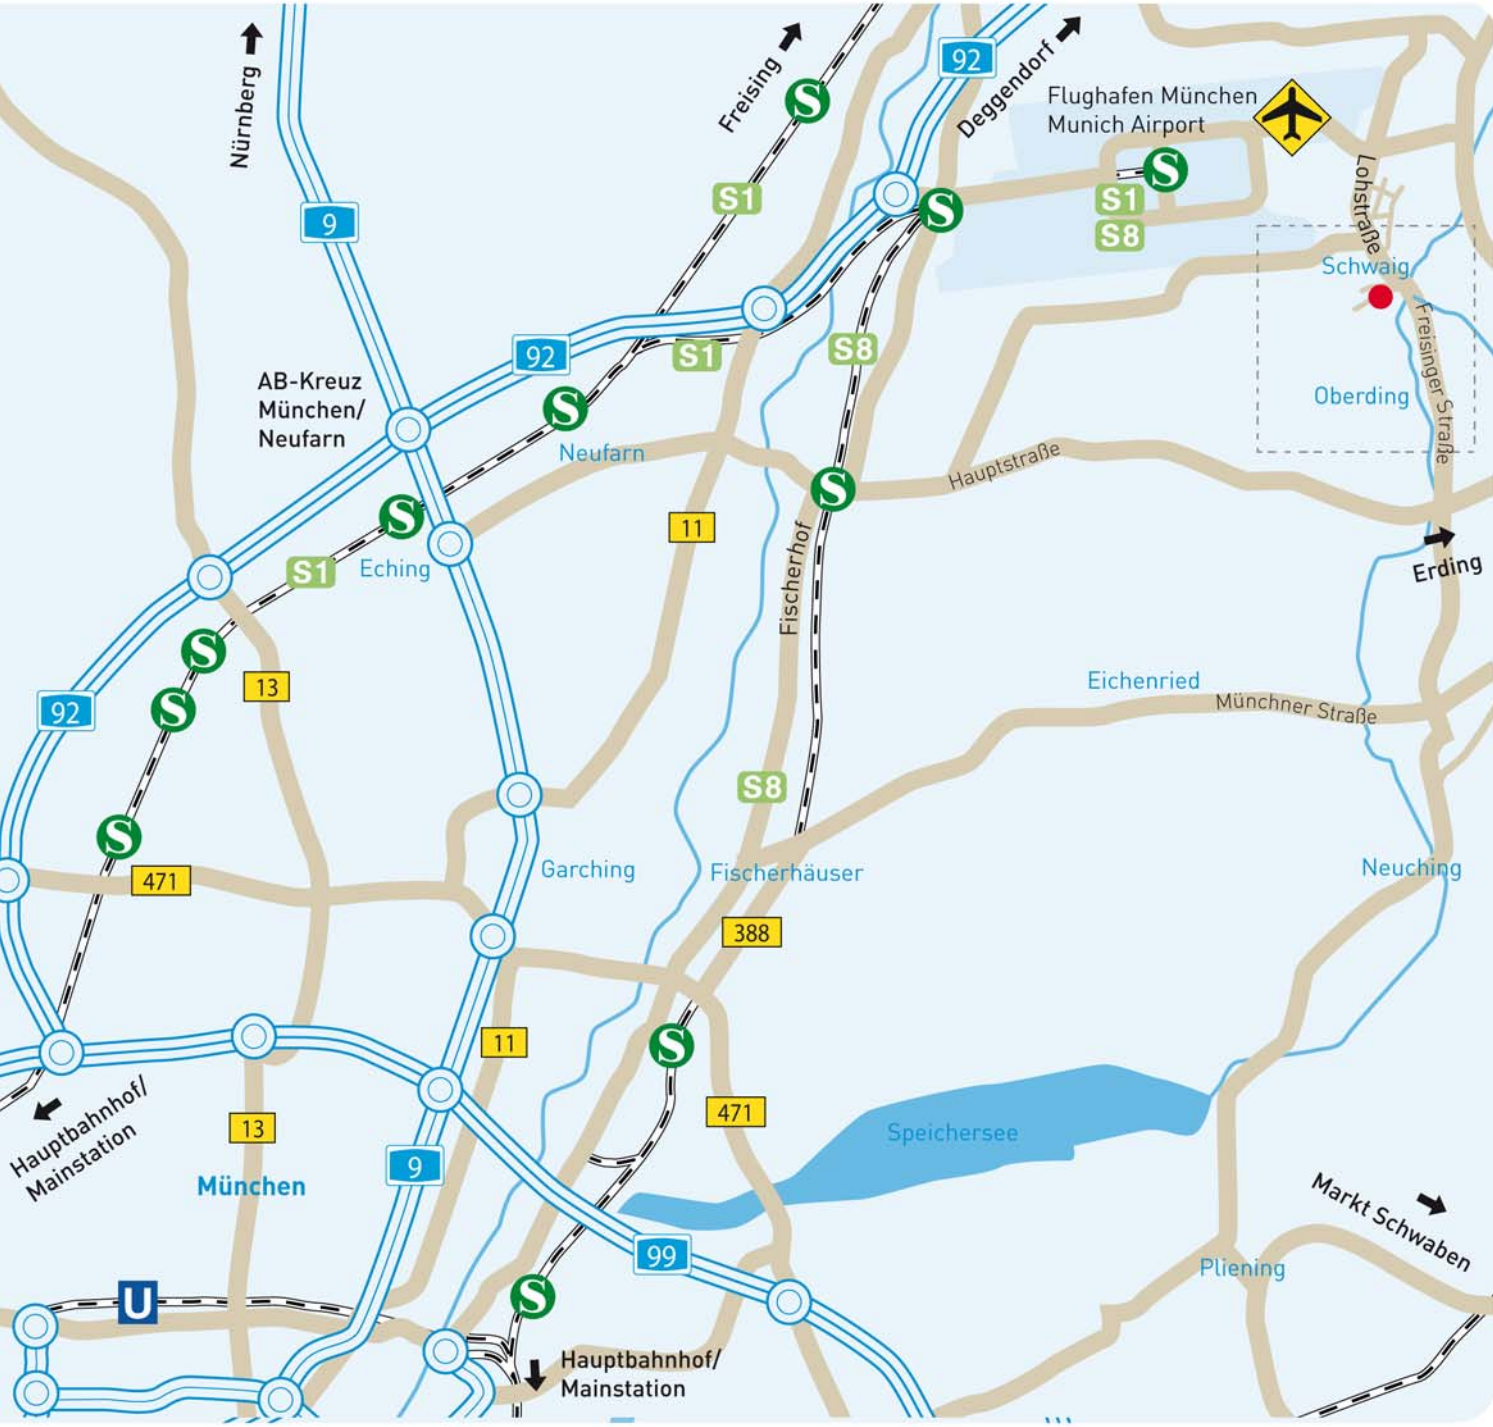 Nürnberg
Freising
92
Deggendorf
Flughafen München
Munich Airport
S
S
S1
S1
S8
Lohstraße
9
S
Schwaig
92
S1
S8
Freisinger Straße
AB-Kreuz
München/
Neufarn
S
Oberding
Neufarn
Hauptstraße
S
S
11
Fischerhof
Erding
S1
Eching
S
13
Eichenried
Münchner Straße
92
S
S8
S
471
Garching
Fischerhäuser
Neuching
388
11
S
Hauptbahnhof/
Mainstation
13
471
Speichersee
9
München
99
Markt Schwaben
Pliening
U
S
Hauptbahnhof/
Mainstation